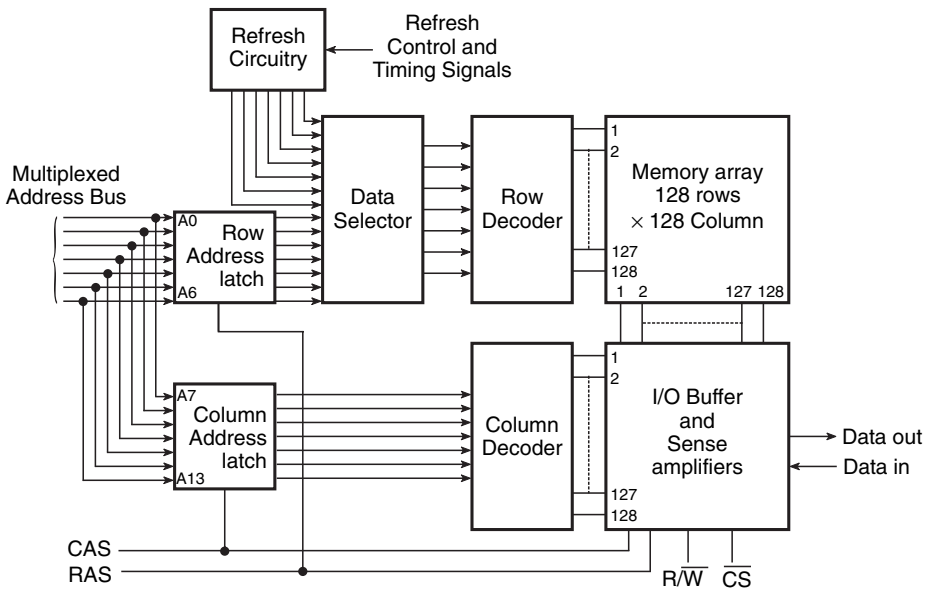 Refresh
Circuitry
Refresh
Control and
Timing Signals
Multiplexed
Address Bus
A0
Row
Address
latch
A6
Data
Selector
Row
Decoder
1
2
127
128
Memory array
128 rows
× 128 Column
1 2 127 128
A7
Column
Address
latch
A13
Column
Decoder
1
2
127
128
I/O Buffer
and
Sense
amplifiers
Data out
Data in
CAS
RAS
R/W̅
C̅S̅